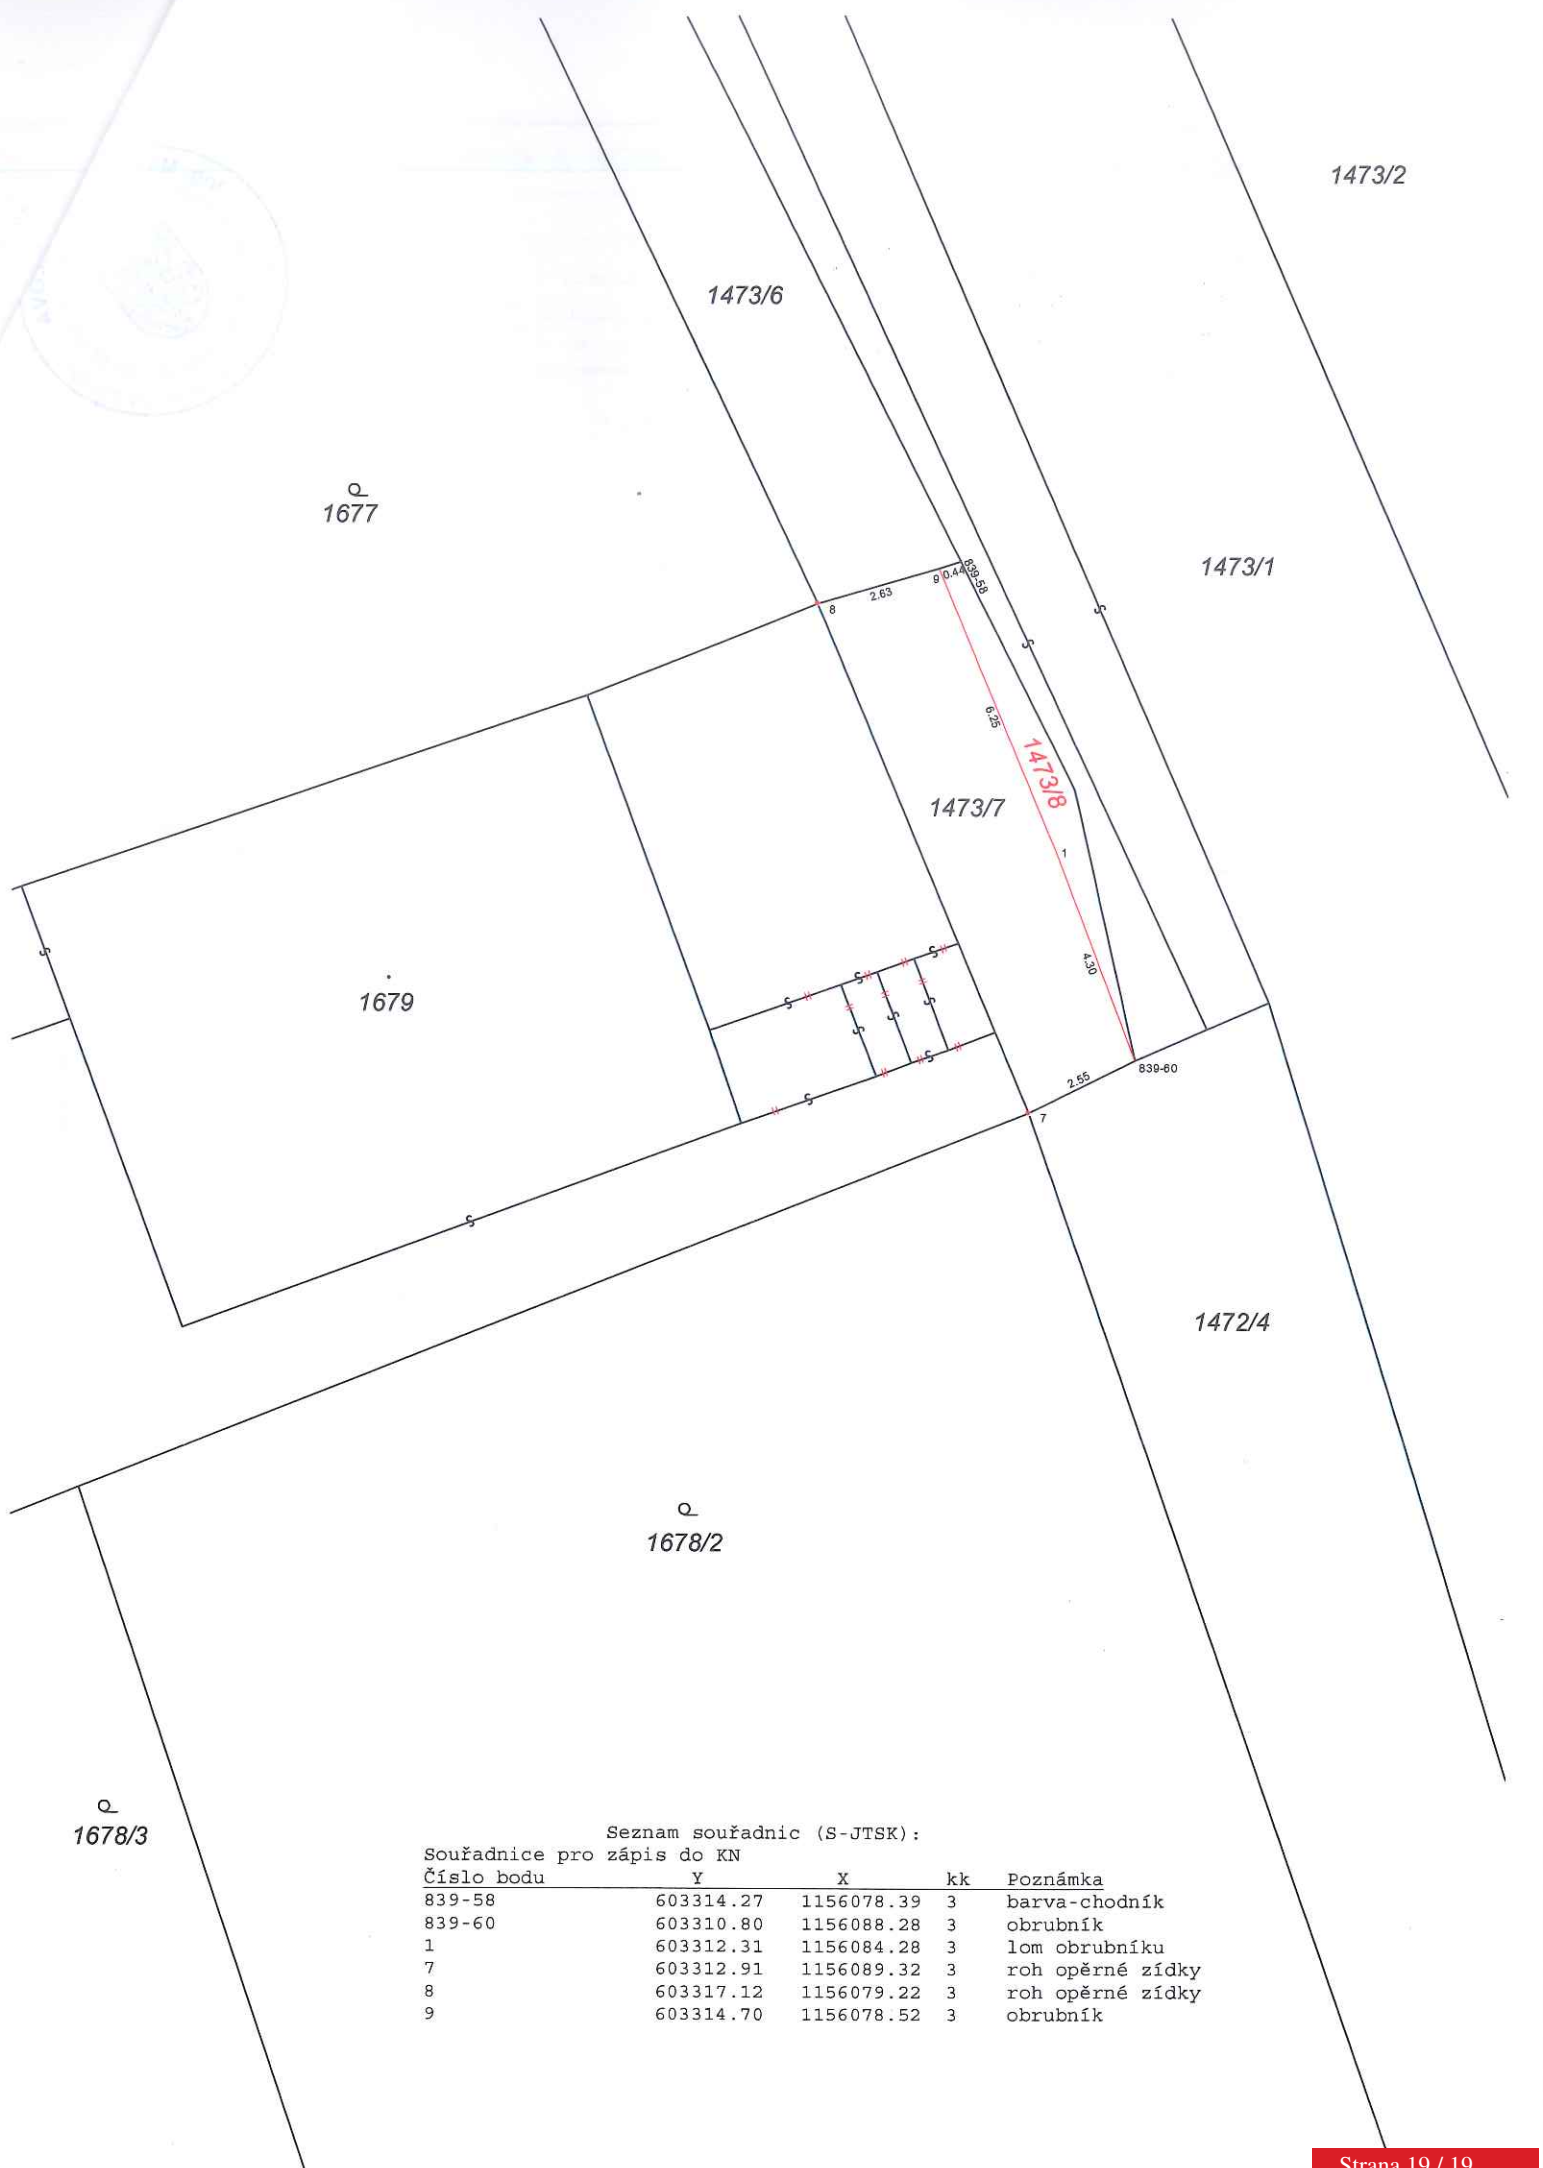 1473/2
1473/6
1677
1473/1
839-58
9
0.44
2.63
8
6.25
1473/8
1473/7
1
4.30
1679
839-60
2.55
7
1472/4
1678/2
1678/3
Seznam souřadnic (S-JTSK):
Souřadnice pro zápis do KN
Číslo bodu Y X kk Poznámka
839-58 603314.27 1156078.39 3 barva-chodník
839-60 603310.80 1156088.28 3 obrubník
1 603312.31 1156084.28 3 lom obrubníku
7 603312.91 1156089.32 3 roh opěrné zídky
8 603317.12 1156079.22 3 roh opěrné zídky
9 603314.70 1156078.52 3 obrubník
Strana 19 / 19